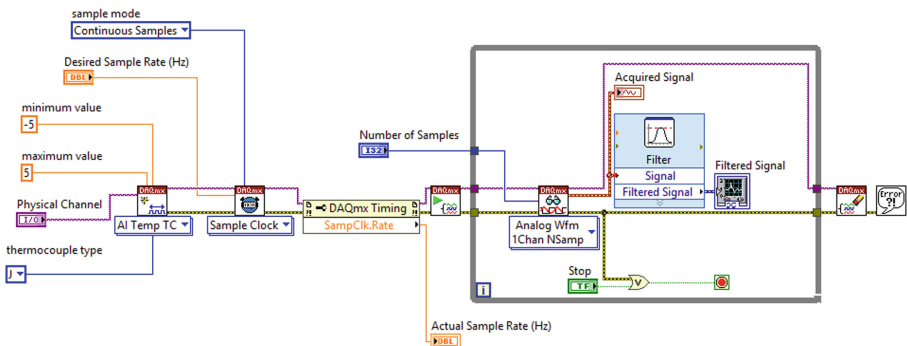 sample mode
Continuous Samples
Desired Sample Rate (Hz)
DBL
minimum value
-5
maximum value
5
Physical Channel
I/O
thermocouple type
J
DAQmx
AI Temp TC
DAQmx
Sample Clock
DAQmx Timing
SampClk.Rate
DAQmx
Actual Sample Rate (Hz)
DBL
Number of Samples
I32
DAQmx
Analog Wfm
1Chan NSamp
Acquired Signal
Filter
Signal
Filtered Signal
Filtered Signal
Stop
TF
V
i
DAQmx
Error
?!